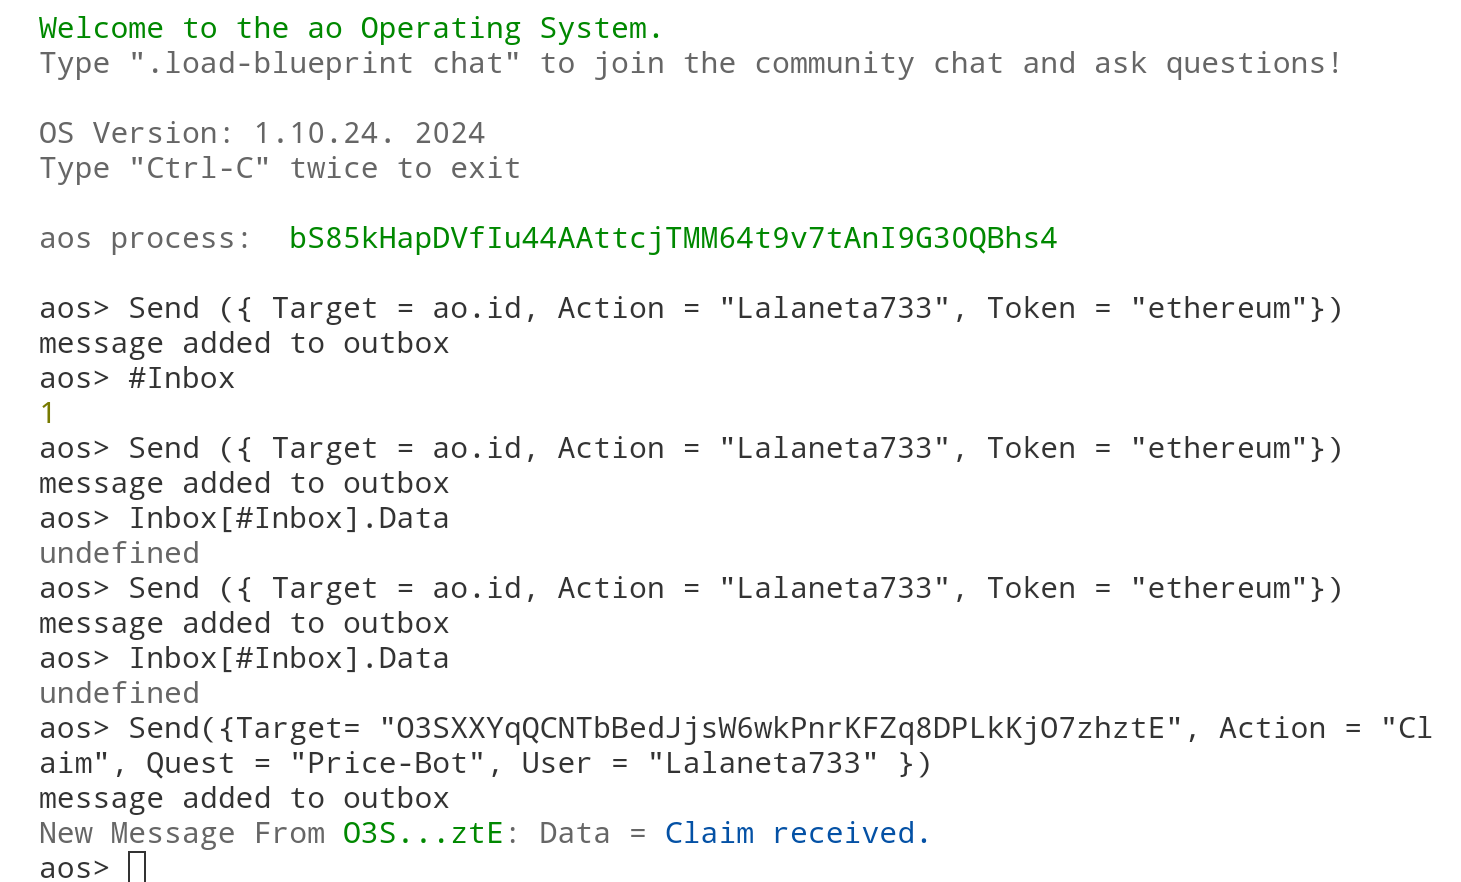 Welcome to the ao Operating System.
Type ".load-blueprint chat" to join the community chat and ask questions!
OS Version: 1.10.24. 2024
Type "Ctrl-C" twice to exit
aos process:  bS85kHapDVfIu44AAttcjTMM64t9v7tAnI9G3OQBhs4
aos> Send ({ Target = ao.id, Action = "Lalaneta733", Token = "ethereum"})
message added to outbox
aos> #Inbox
1
aos> Send ({ Target = ao.id, Action = "Lalaneta733", Token = "ethereum"})
message added to outbox
aos> Inbox[#Inbox].Data
undefined
aos> Send ({ Target = ao.id, Action = "Lalaneta733", Token = "ethereum"})
message added to outbox
aos> Inbox[#Inbox].Data
undefined
aos> Send({Target= "O3SXXYqQCNTbBedJjsW6wkPnrKFZq8DPLkKjO7zhztE", Action = "Cl
aim", Quest = "Price-Bot", User = "Lalaneta733" })
message added to outbox
New Message From O3S...ztE: Data = Claim received.
aos>